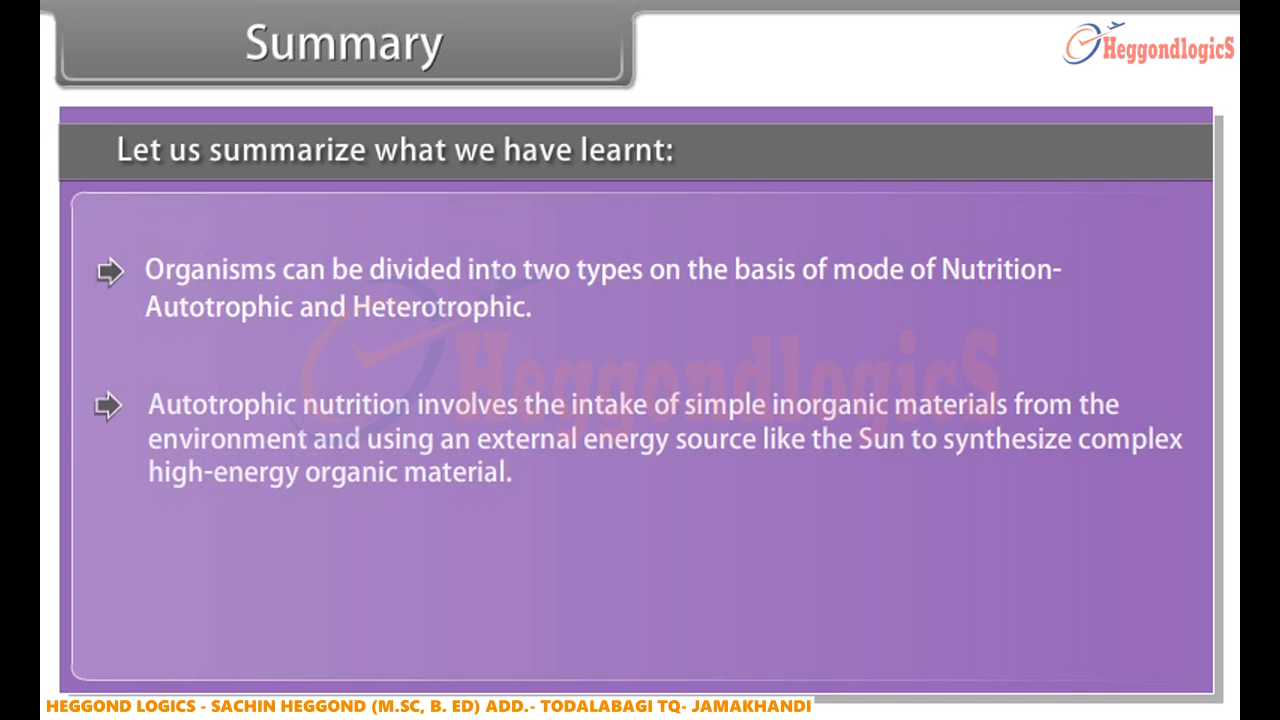 Summary
HeggondlogicS
Let us summarize what we have learnt:
Organisms can be divided into two types on the basis of mode of Nutrition-
Autotrophic and Heterotrophic.
HeggondlogicS
Autotrophic nutrition involves the intake of simple inorganic materials from the
environment and using an external energy source like the Sun to synthesize complex
high-energy organic material.
HEGGOND LOGICS - SACHIN HEGGOND (M.SC, B. ED) ADD.- TODALABAGI TQ- JAMAKHANDI